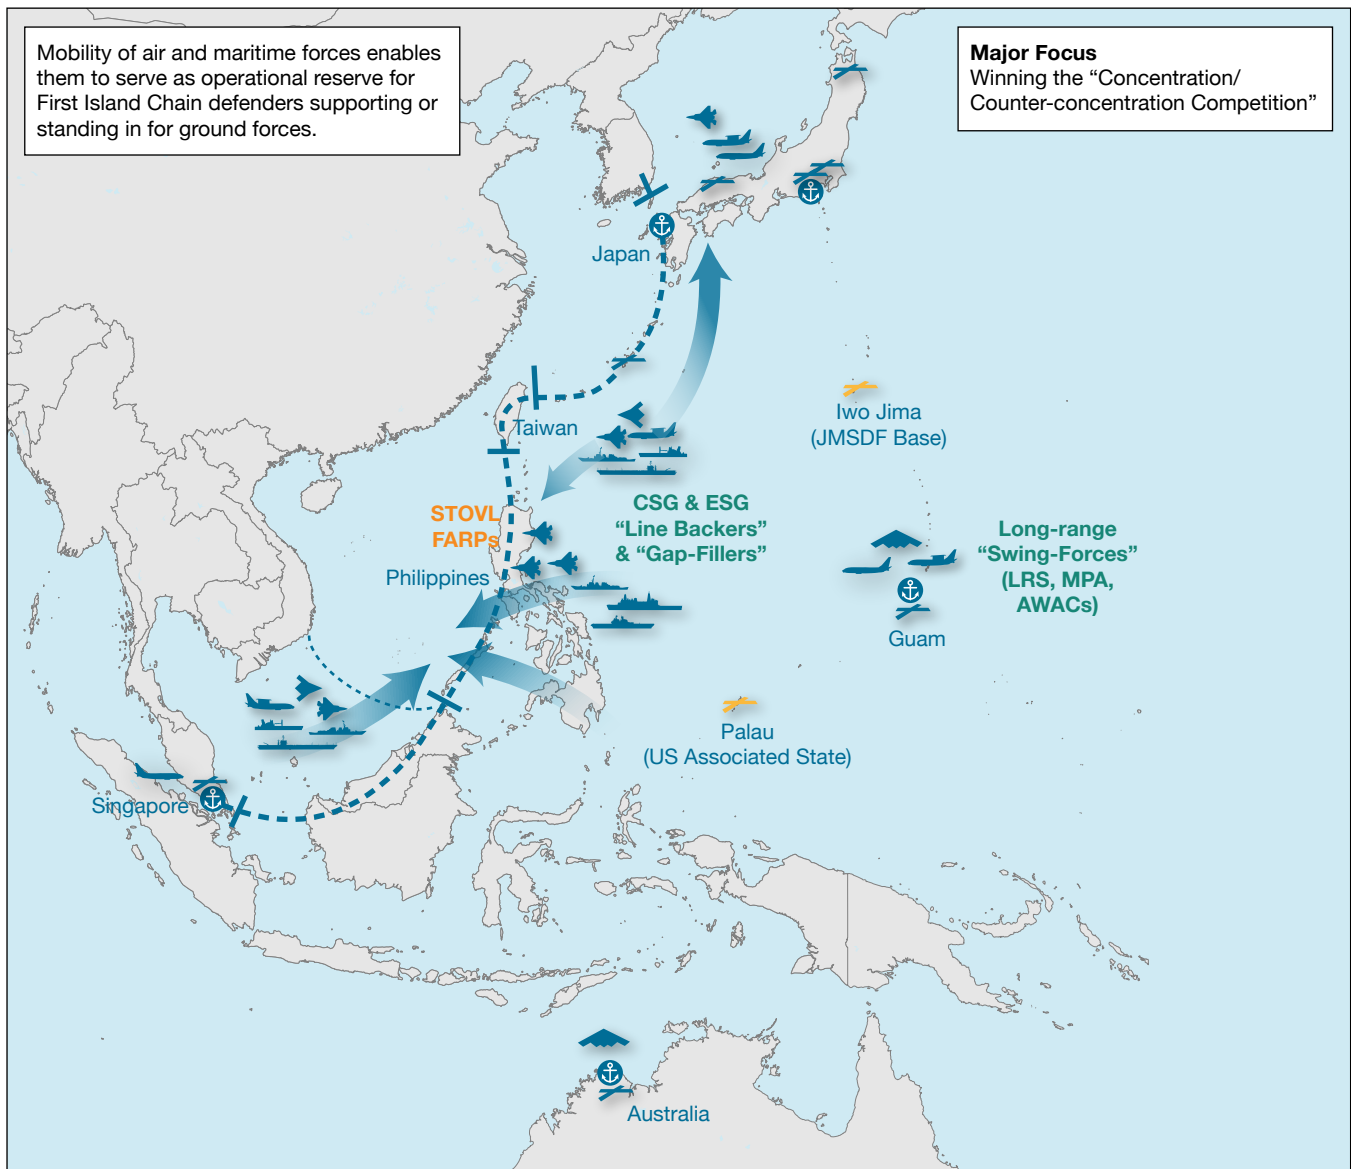 Mobility of air and maritime forces enables
them to serve as operational reserve for
First Island Chain defenders supporting or
standing in for ground forces.
Major Focus
Winning the “Concentration/
Counter-concentration Competition”
Japan
Iwo Jima
(JMSDF Base)
Taiwan
STOVL
FARPs
CSG & ESG
“Line Backers”
& “Gap-Fillers”
Long-range
“Swing-Forces”
(LRS, MPA,
AWACs)
Philippines
Guam
Palau
(US Associated State)
Singapore
Australia